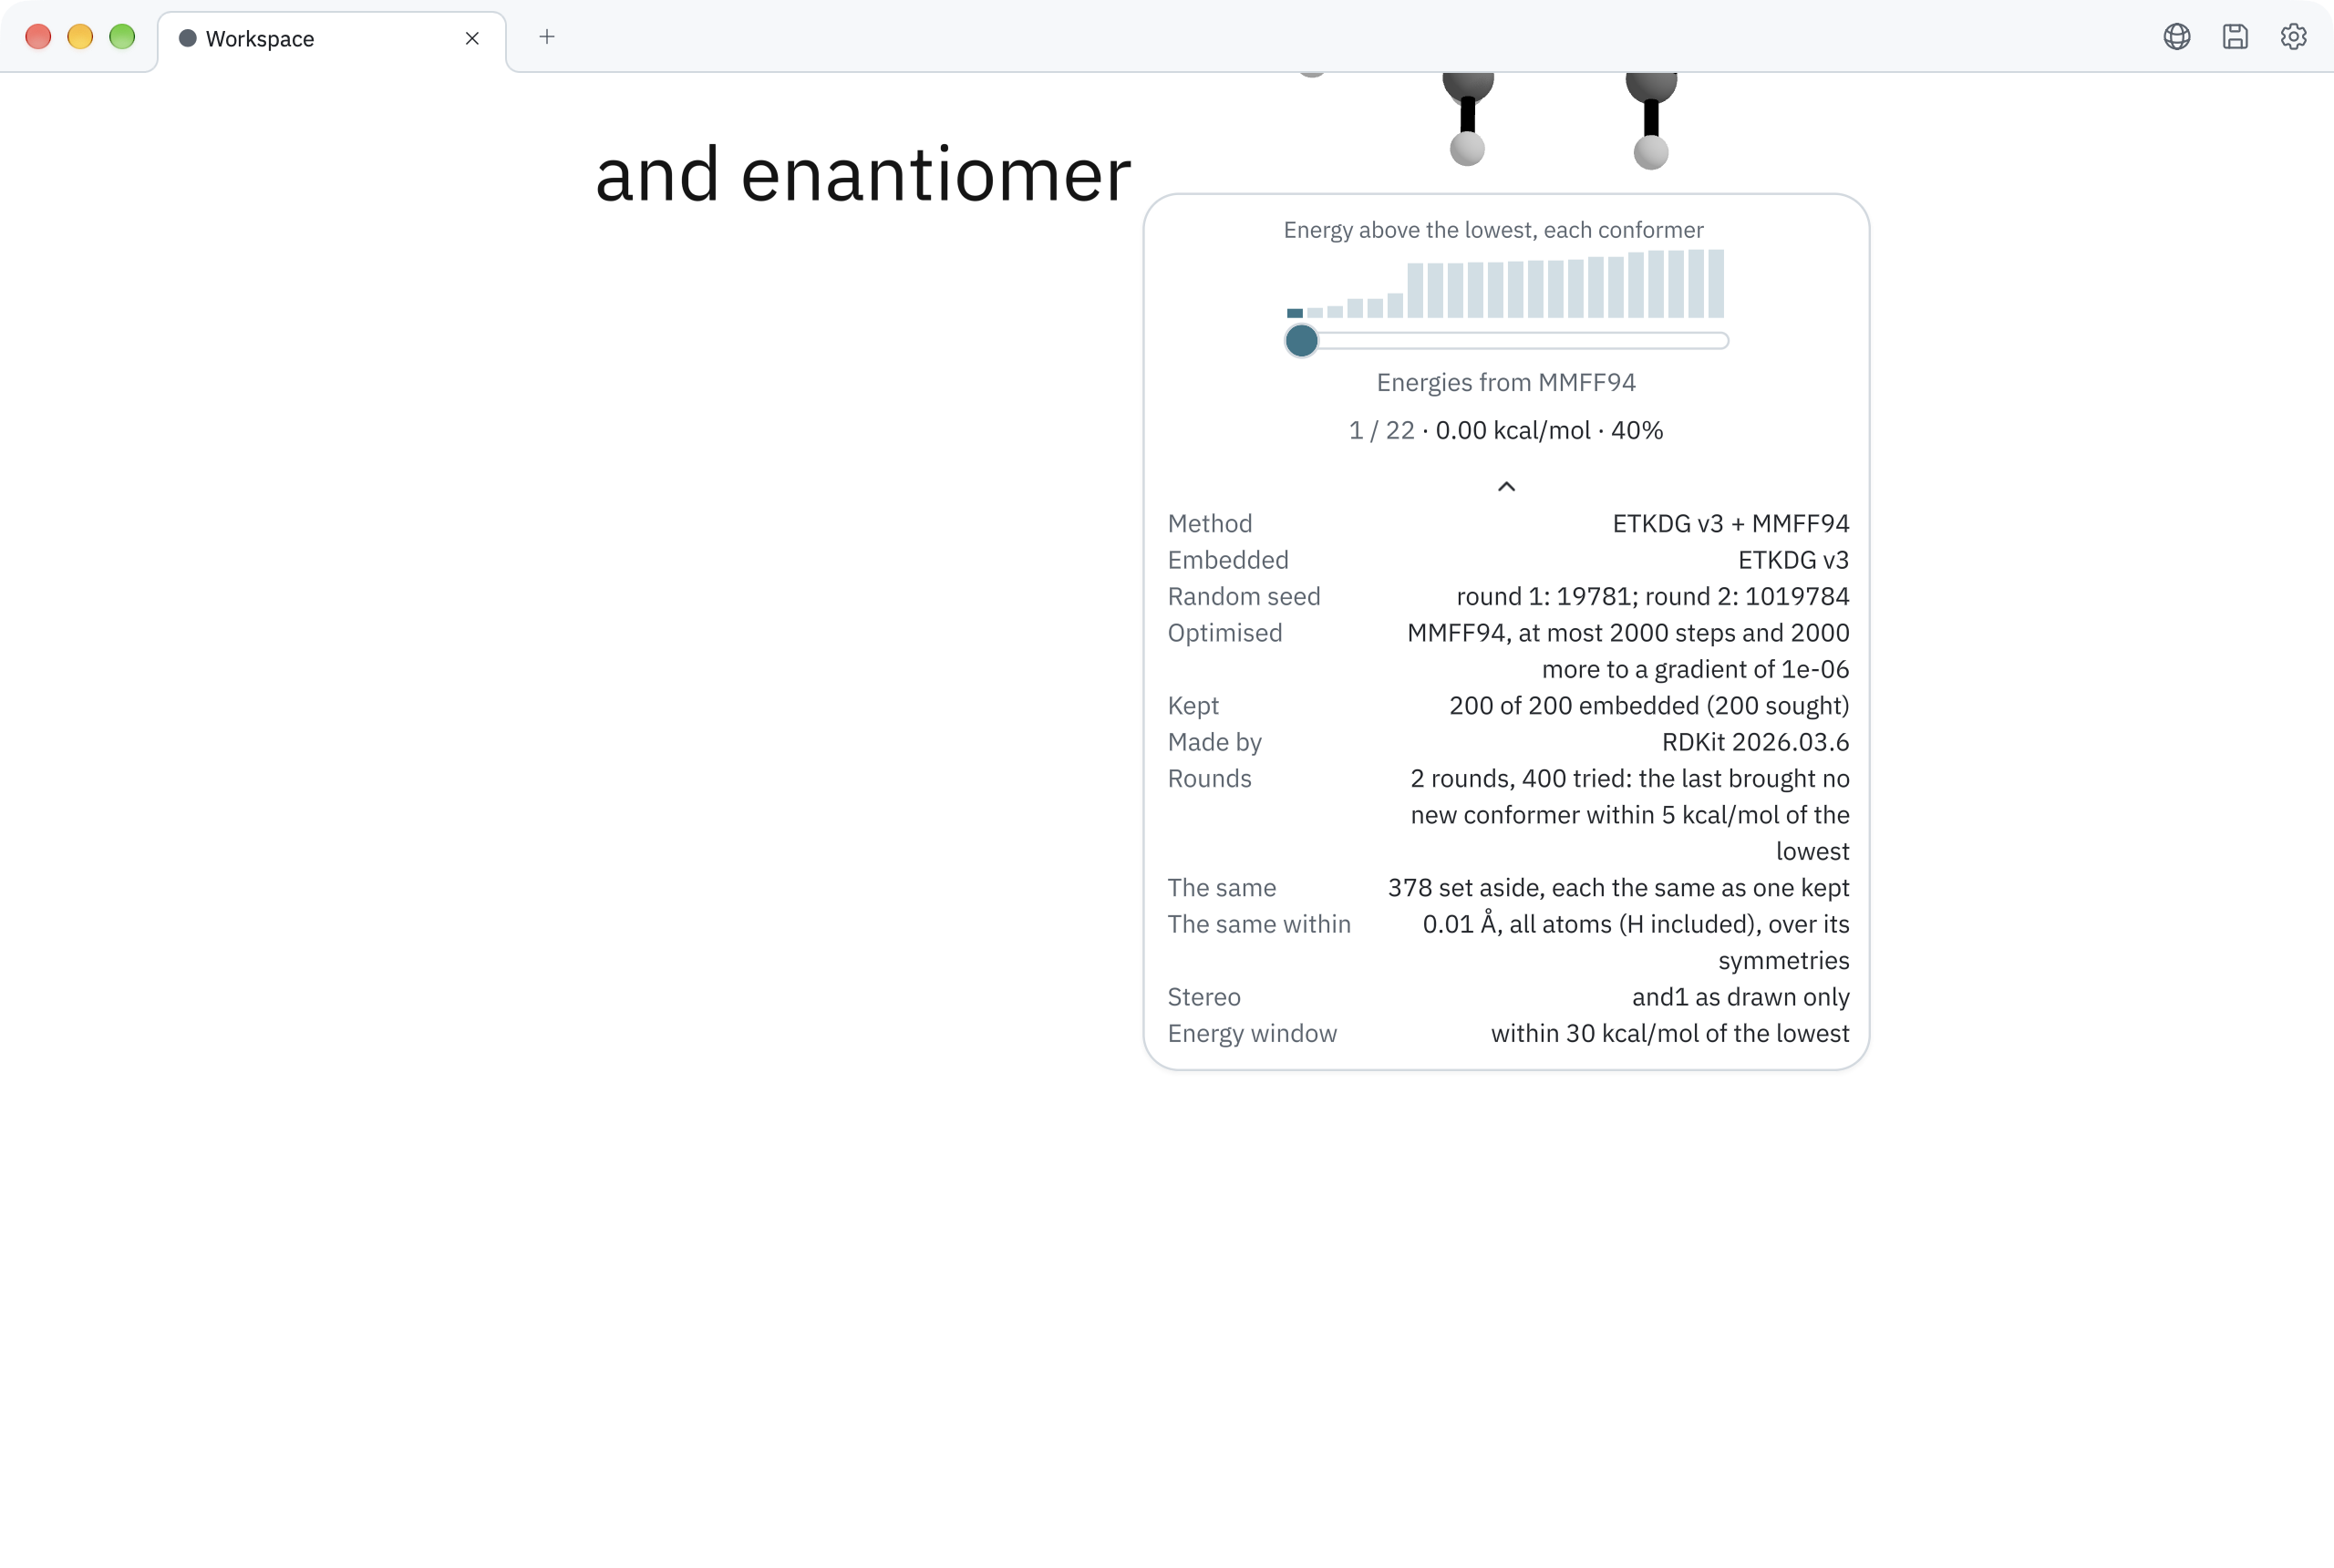 Workspace
and enantiomer
Energy above the lowest, each conformer
Energies from MMFF94
1 / 22 · 0.00 kcal/mol · 40%
Method ETKDG v3 + MMFF94
Embedded ETKDG v3
Random seed round 1: 19781; round 2: 1019784
Optimised MMFF94, at most 2000 steps and 2000
more to a gradient of 1e-06
Kept 200 of 200 embedded (200 sought)
Made by RDKit 2026.03.6
Rounds 2 rounds, 400 tried: the last brought no
new conformer within 5 kcal/mol of the
lowest
The same 378 set aside, each the same as one kept
The same within 0.01 Å, all atoms (H included), over its
symmetries
Stereo and1 as drawn only
Energy window within 30 kcal/mol of the lowest